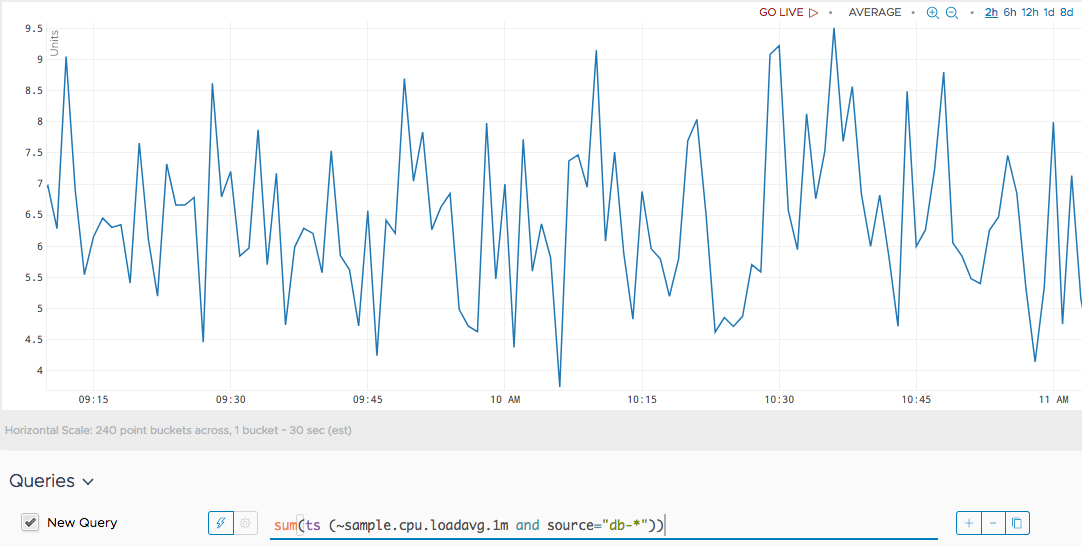 GO LIVE ▷ • AVERAGE • • 2h 6h 12h 1d 8d
Units
9.5
9
8.5
8
7.5
7
6.5
6
5.5
5
4.5
4
09:15 09:30 09:45 10 AM 10:15 10:30 10:45 11 AM
Horizontal Scale: 240 point buckets across, 1 bucket - 30 sec (est)
Queries
New Query
sum(ts (~sample.cpu.loadavg.1m and source="db-*"))